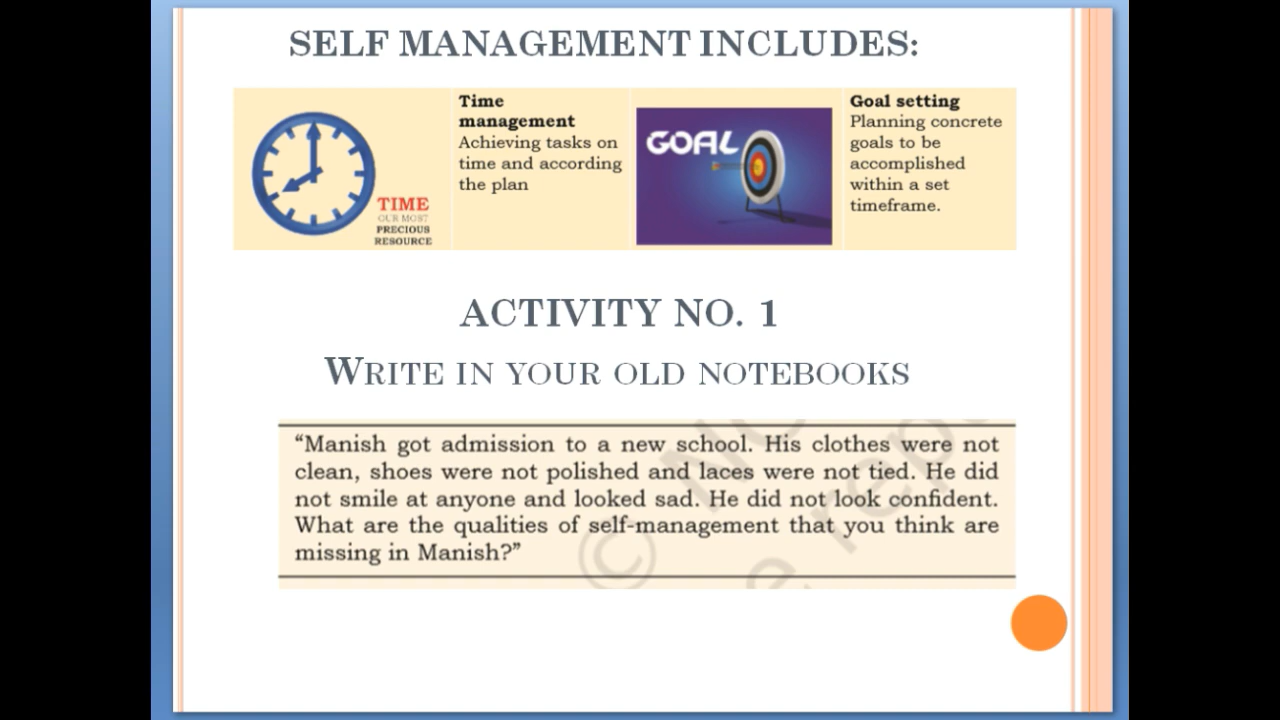 SELF MANAGEMENT INCLUDES:
Time
management
Achieving tasks on
time and according
the plan
TIME
OUR MOST
PRECIOUS
RESOURCE
GOAL
Goal setting
Planning concrete
goals to be
accomplished
within a set
timeframe.
ACTIVITY NO. 1
WRITE IN YOUR OLD NOTEBOOKS
“Manish got admission to a new school. His clothes were not
clean, shoes were not polished and laces were not tied. He did
not smile at anyone and looked sad. He did not look confident.
What are the qualities of self-management that you think are
missing in Manish?”